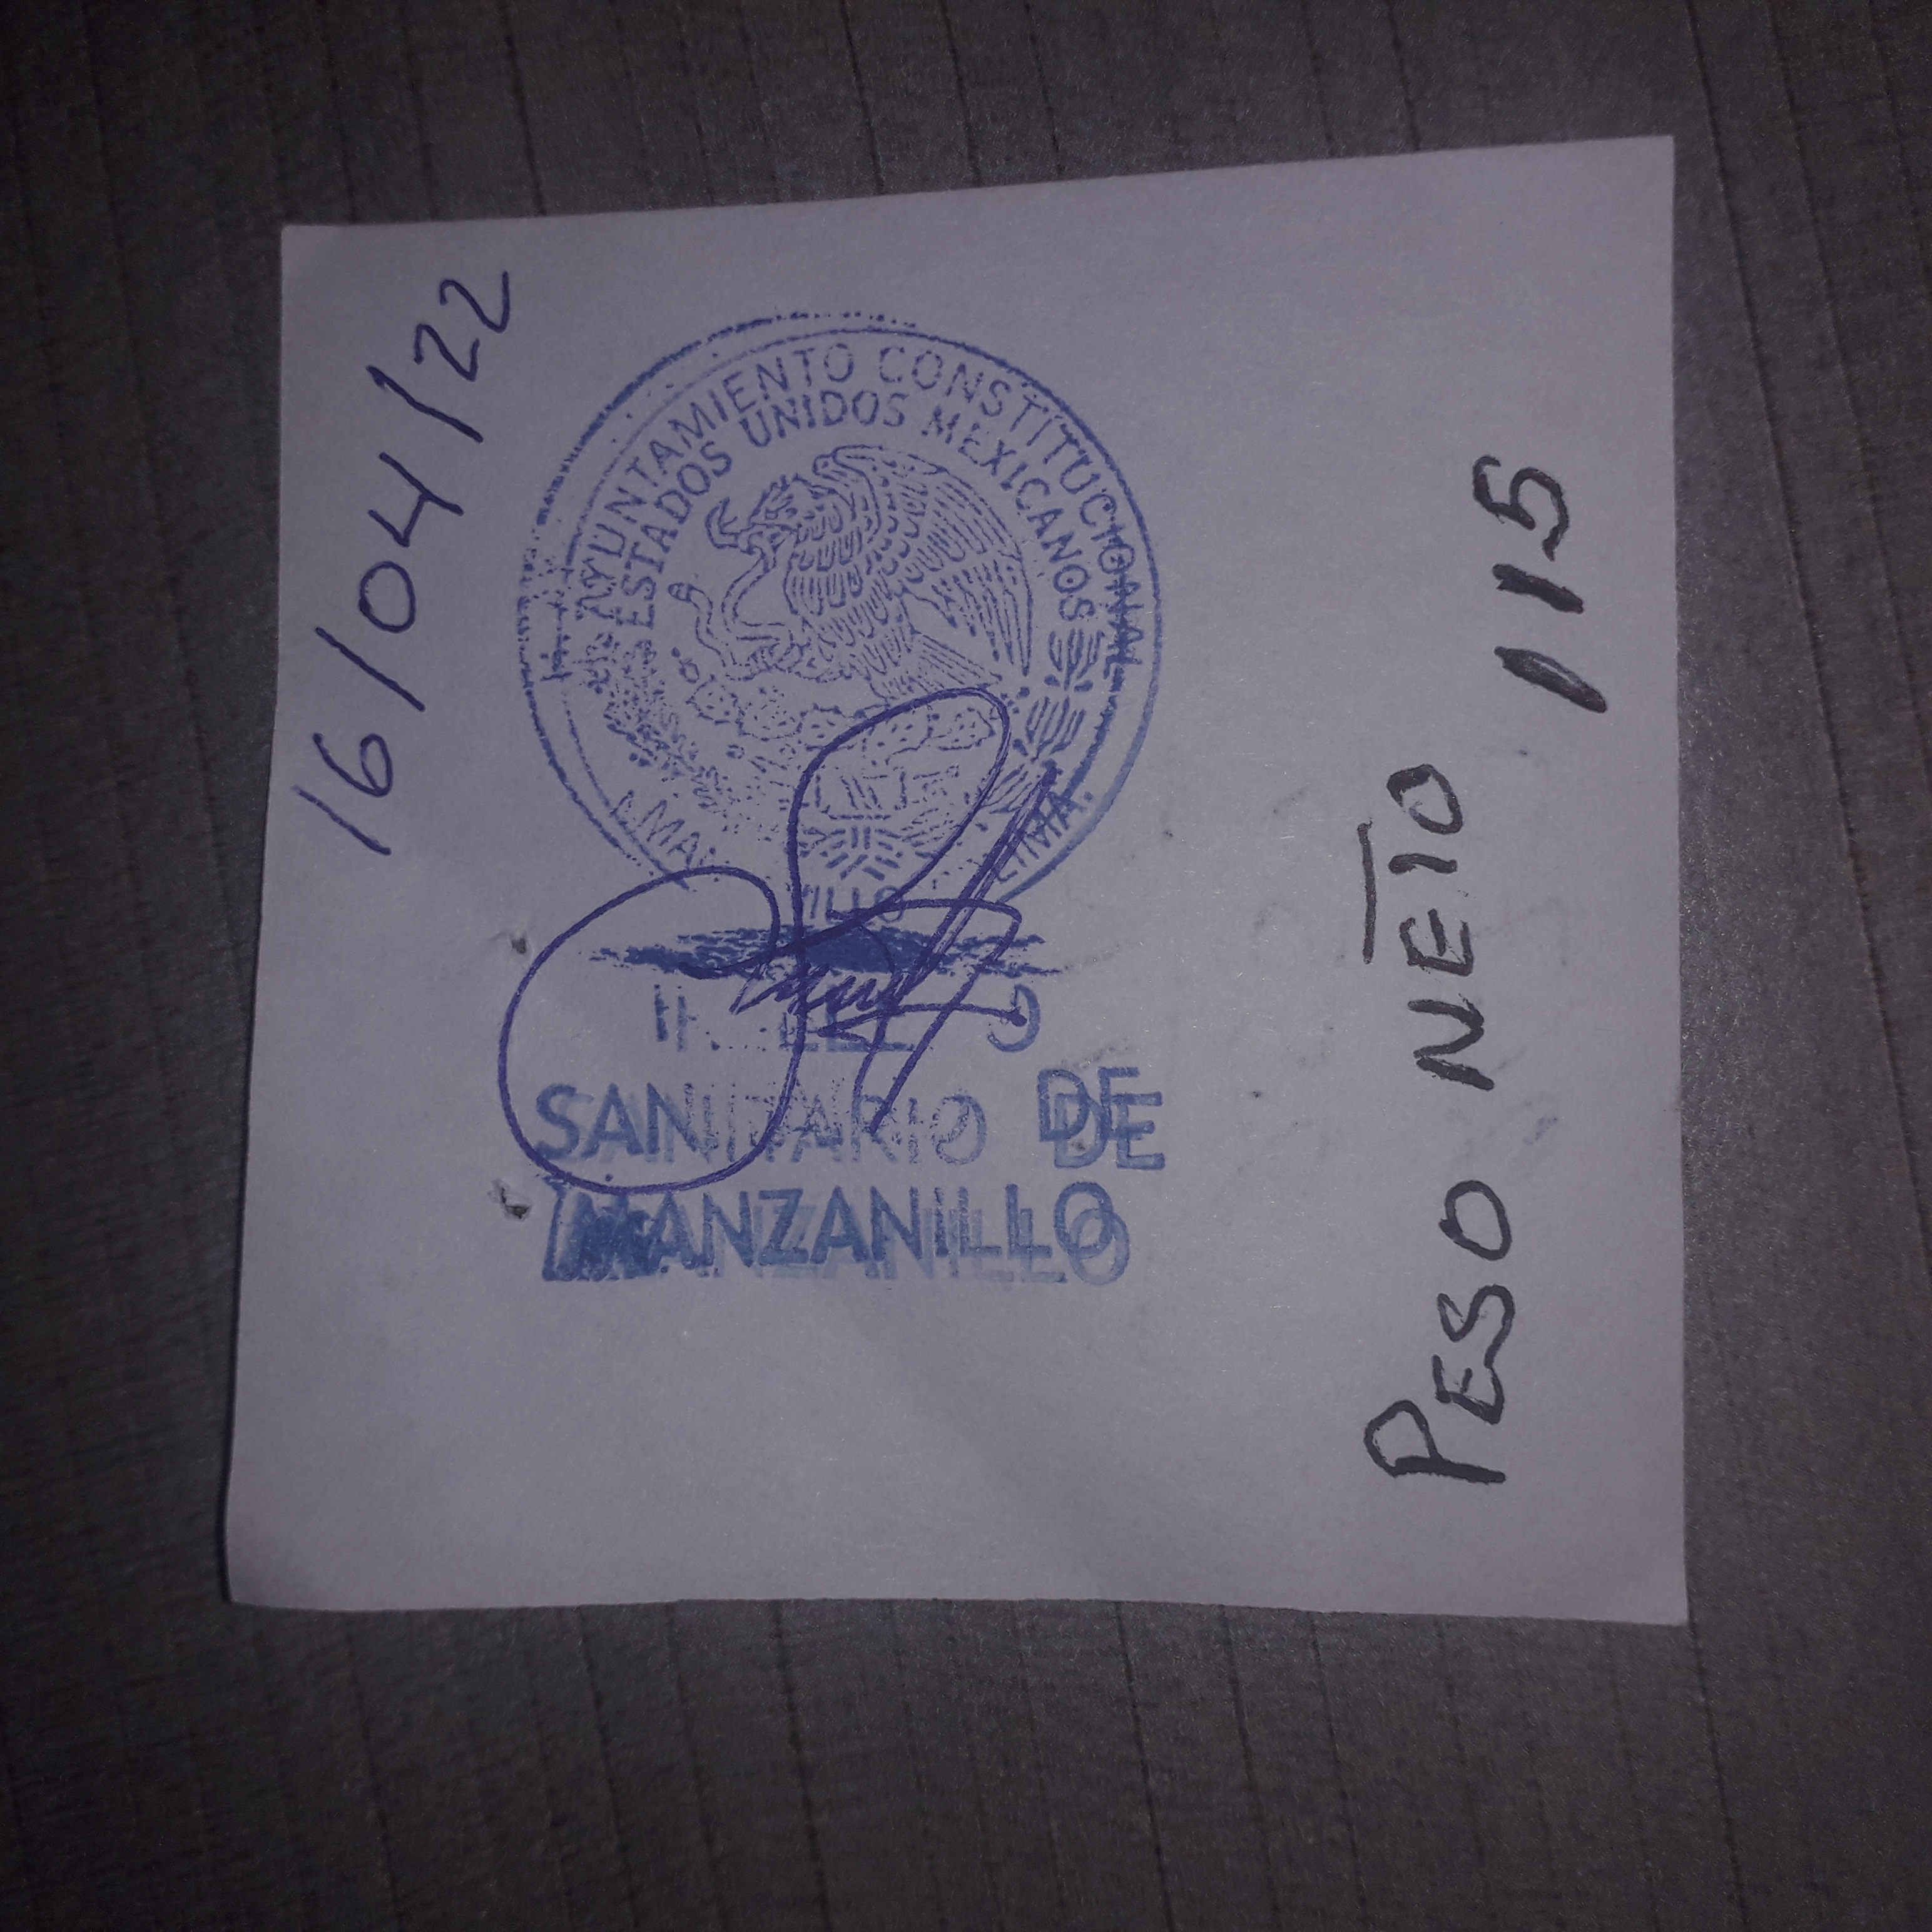 16/04/22
AYUNTAMIENTO CONSTITUCIONAL
ESTADOS UNIDOS MEXICANOS
SANITARIO DE
MANZANILLO
PESO NETO
115